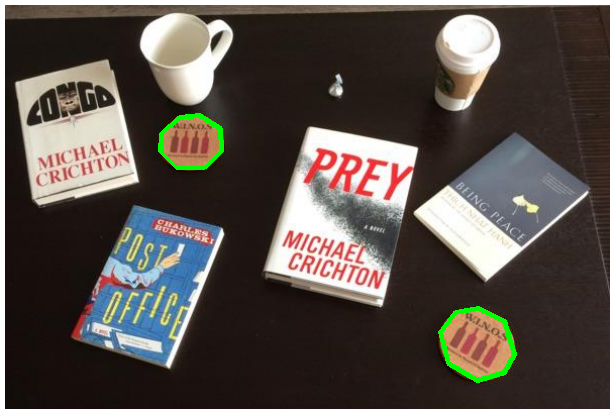 CONGO
MICHAEL
CRICHTON
W.I.N.O.S
CHARLES
BUKOWSKI
POST
OFFICE
PREY
A NOVEL
MICHAEL
CRICHTON
BEING PEACE
THICH NHAT HANH
W.I.N.O.S